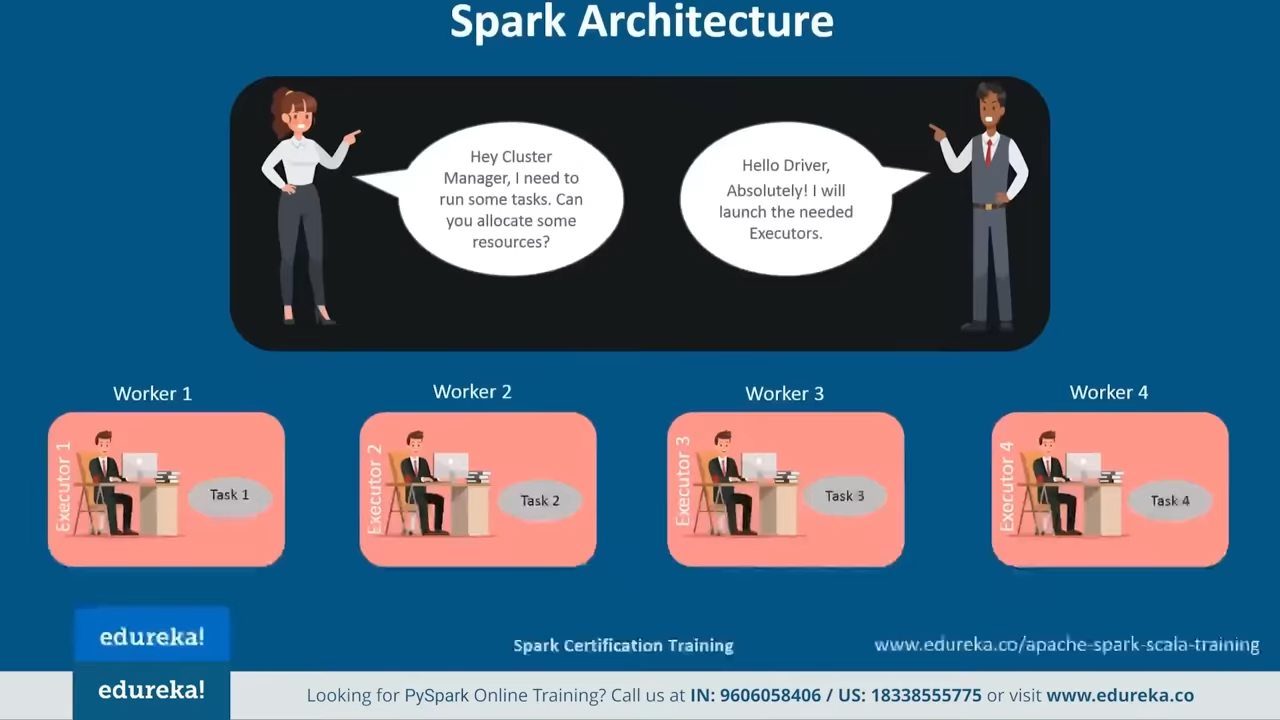 Spark Architecture
Hey Cluster
Manager, I need to
run some tasks. Can
you allocate some
resources?
Hello Driver,
Absolutely! I will
launch the needed
Executors.
Worker 1
Worker 2
Worker 3
Worker 4
Executor 1
Task 1
Executor 2
Task 2
Executor 3
Task 3
Executor 4
Task 4
edureka!
Spark Certification Training
www.edureka.co/apache-spark-scala-training
edureka!
Looking for PySpark Online Training? Call us at IN: 9606058406 / US: 18338555775 or visit www.edureka.co